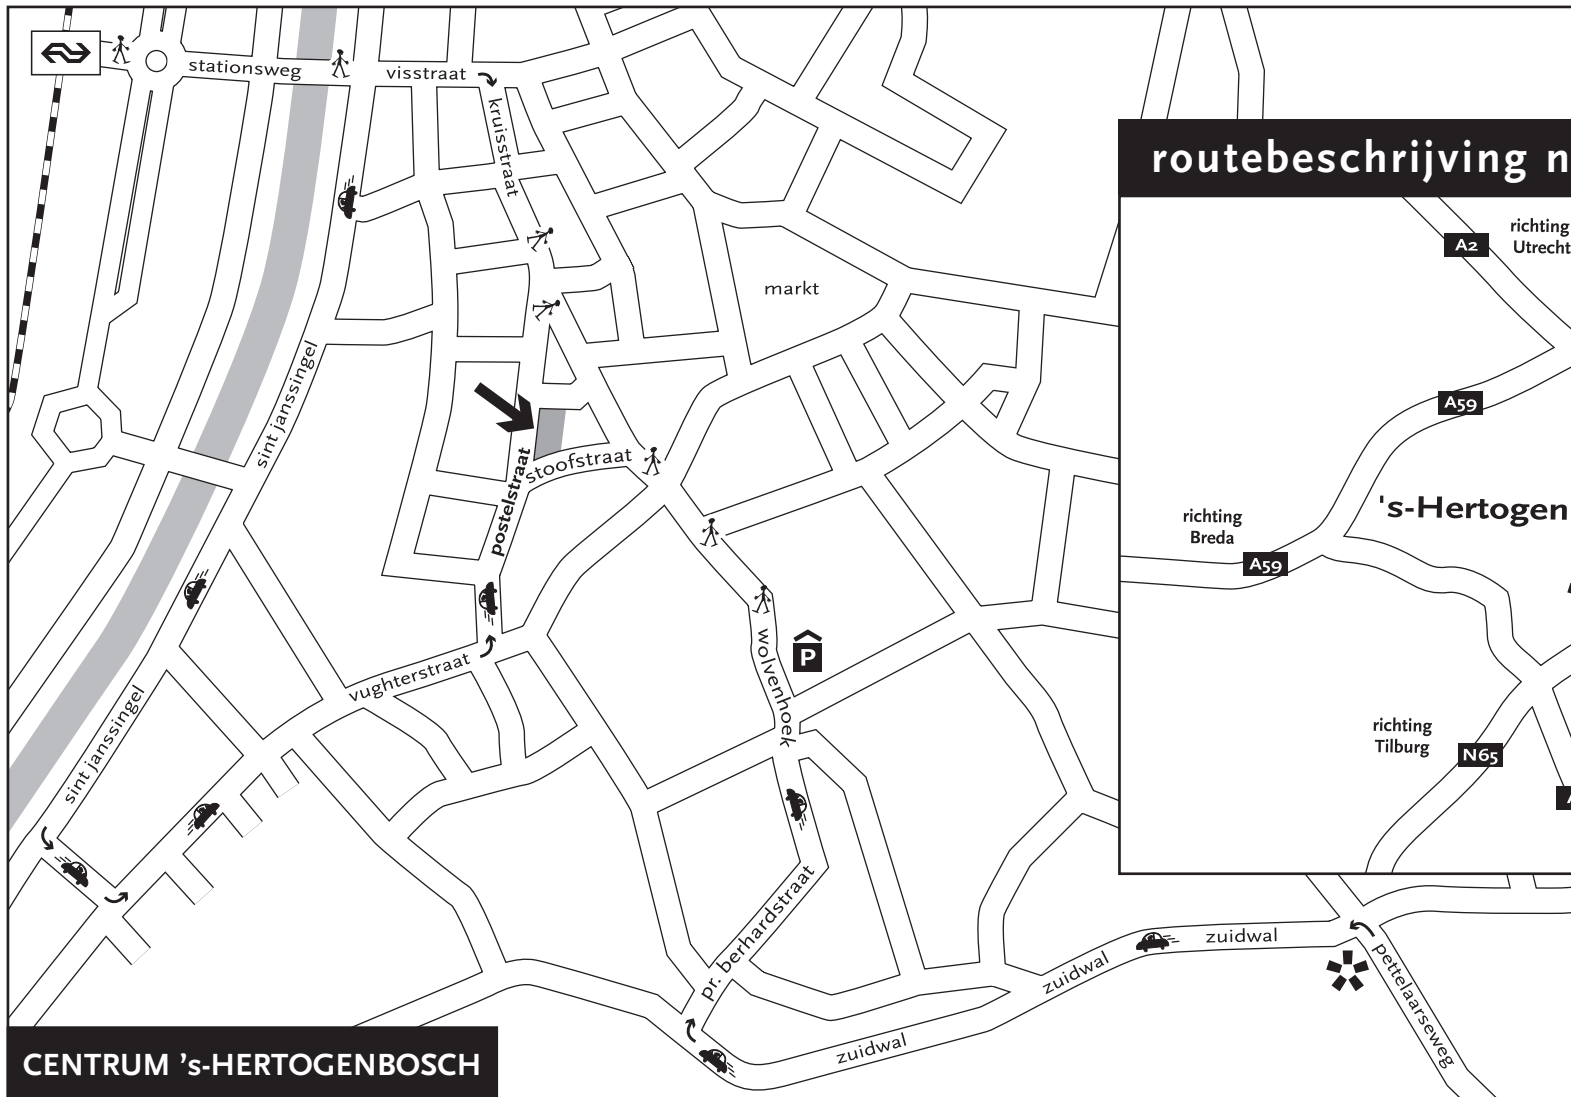 stationsweg
visstraat
kruisstraat
markt
sint janssingel
stoofstraat
postelstraat
vughterstraat
sint janssingel
wolvenhoek
P
pr. berhardstraat
zuidwal
zuidwal
zuidwal
pettelaarseweg
CENTRUM ’s-HERTOGENBOSCH
routebeschrijving n
richting
Utrecht
A2
A59
's-Hertogen
richting
Breda
A59
richting
Tilburg
N65